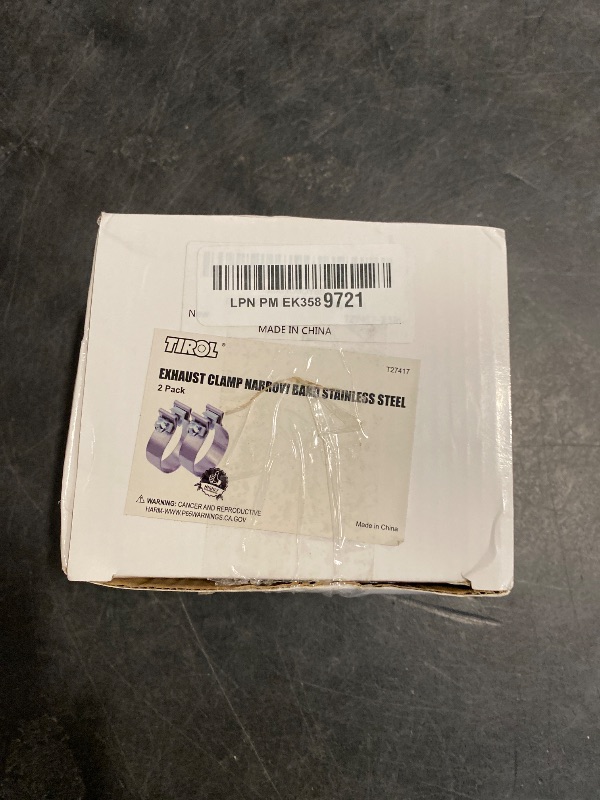 LPN PM EK358 9721
N
MADE IN CHINA
TIROL®
T27417
EXHAUST CLAMP NARROW BAND STAINLESS STEEL
2 Pack
WARNING: CANCER AND REPRODUCTIVE
HARM-WWW.P65WARNINGS.CA.GOV
Made in China